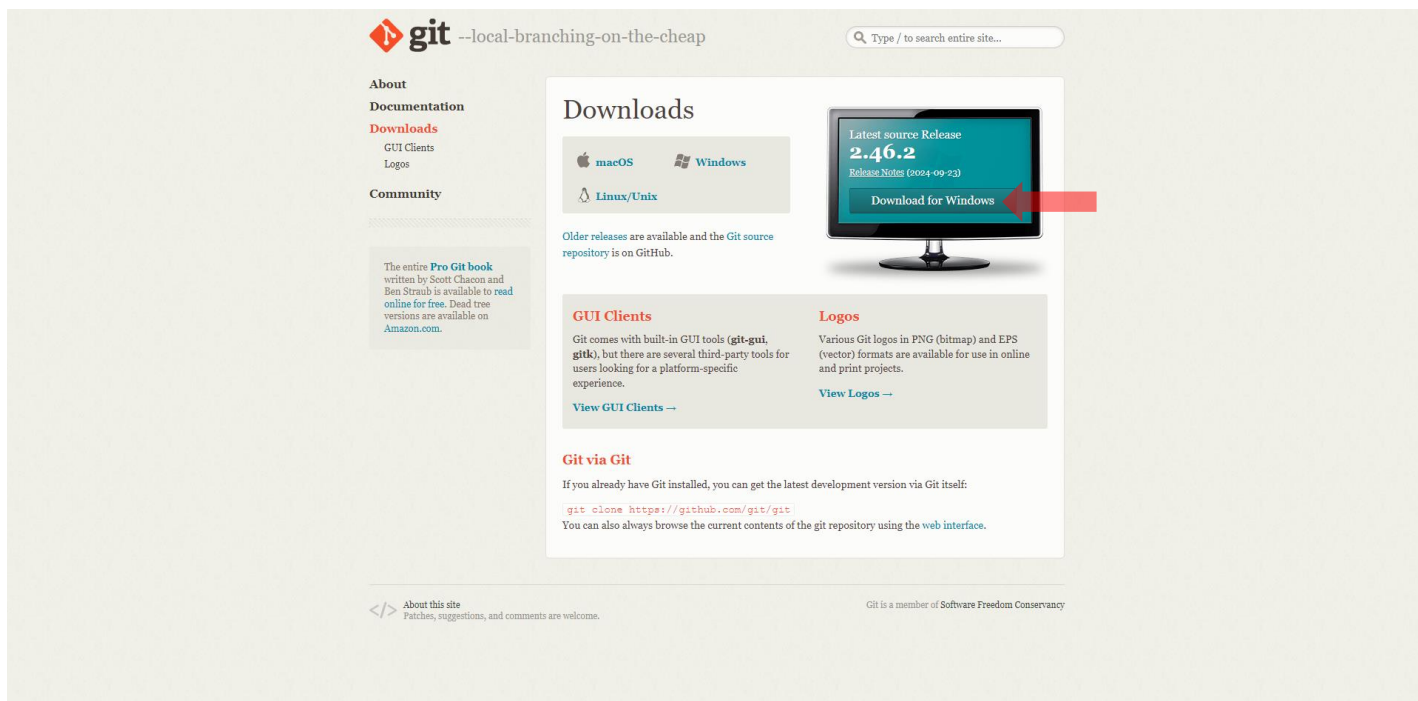 git --local-branching-on-the-cheap
Type / to search entire site...
About
Documentation
Downloads
GUI Clients
Logos
Community
The entire Pro Git book
written by Scott Chacon and
Ben Straub is available to read
online for free. Dead tree
versions are available on
Amazon.com.
Downloads
macOS
Windows
Linux/Unix
Older releases are available and the Git source
repository is on GitHub.
Latest source Release
2.46.2
Release Notes (2024-09-23)
Download for Windows
GUI Clients
Git comes with built-in GUI tools (git-gui,
gitk), but there are several third-party tools for
users looking for a platform-specific
experience.
View GUI Clients →
Logos
Various Git logos in PNG (bitmap) and EPS
(vector) formats are available for use in online
and print projects.
View Logos →
Git via Git
If you already have Git installed, you can get the latest development version via Git itself:
git clone https://github.com/git/git
You can also always browse the current contents of the git repository using the web interface.
</> About this site
Patches, suggestions, and comments are welcome.
Git is a member of Software Freedom Conservancy